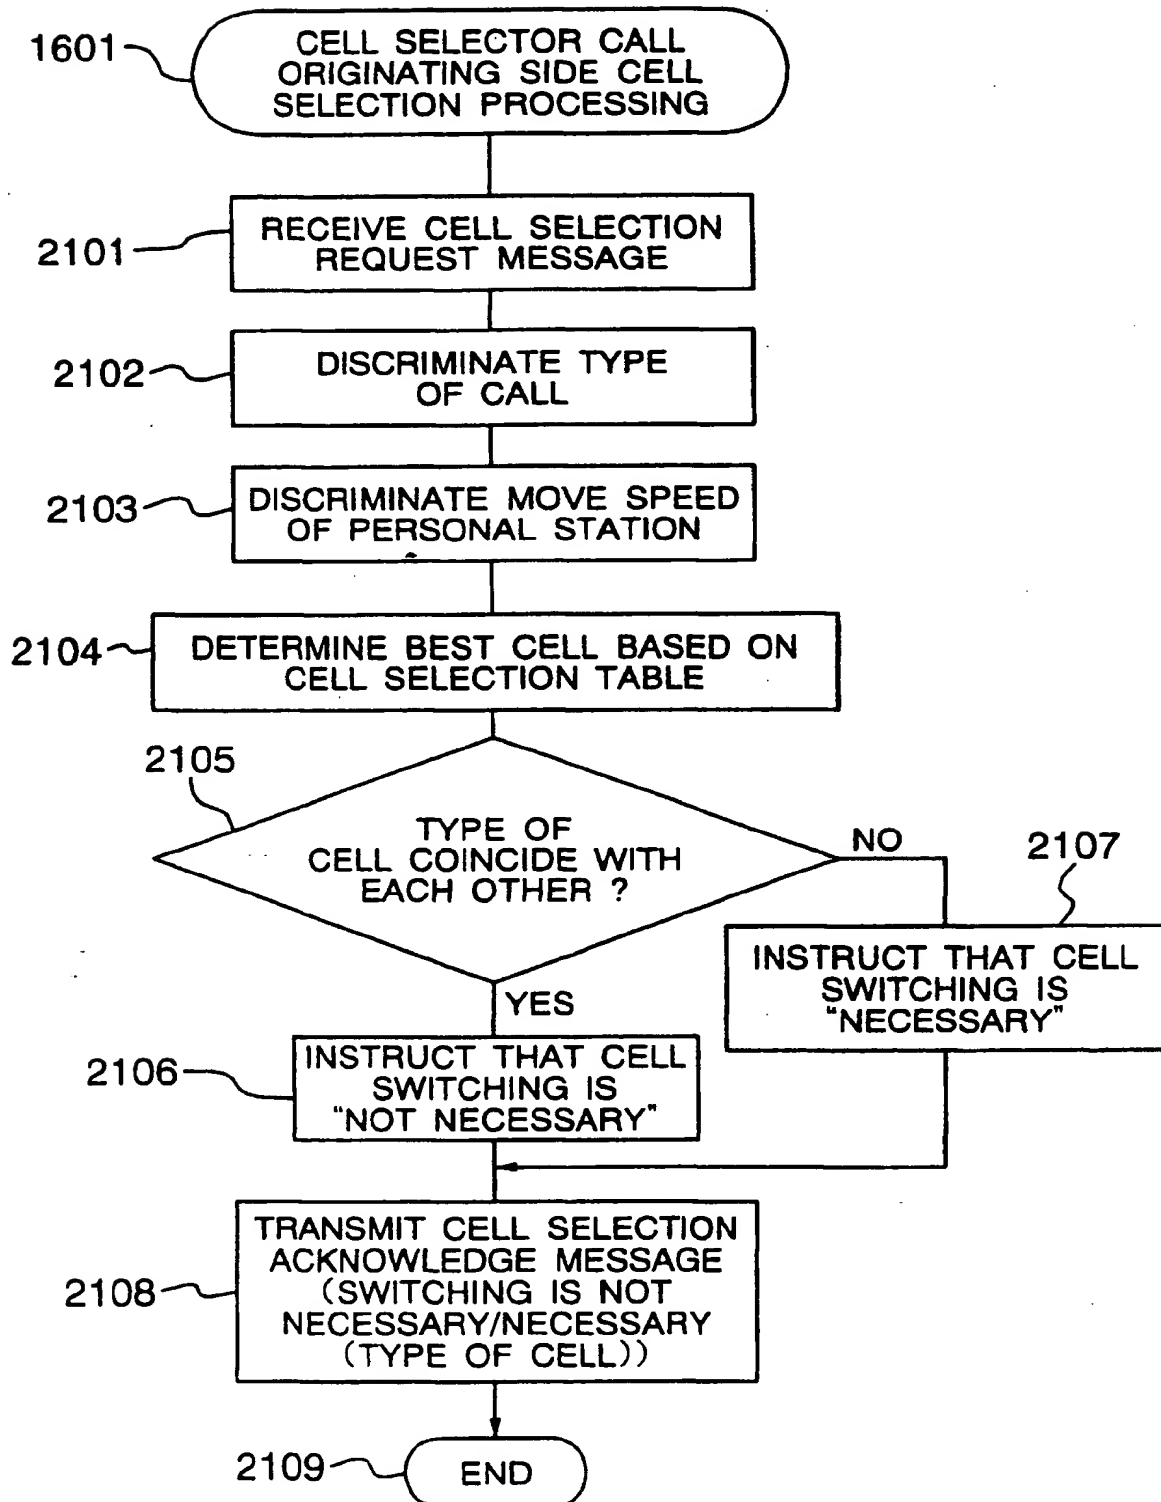 1601
CELL SELECTOR CALL
ORIGINATING SIDE CELL
SELECTION PROCESSING
2101
RECEIVE CELL SELECTION
REQUEST MESSAGE
2102
DISCRIMINATE TYPE
OF CALL
2103
DISCRIMINATE MOVE SPEED
OF PERSONAL STATION
2104
DETERMINE BEST CELL BASED ON
CELL SELECTION TABLE
2105
TYPE OF
CELL COINCIDE WITH
EACH OTHER ?
NO
2107
INSTRUCT THAT CELL
SWITCHING IS
"NECESSARY"
YES
2106
INSTRUCT THAT CELL
SWITCHING IS
"NOT NECESSARY"
2108
TRANSMIT CELL SELECTION
ACKNOWLEDGE MESSAGE
(SWITCHING IS NOT
NECESSARY/NECESSARY
(TYPE OF CELL))
2109
END